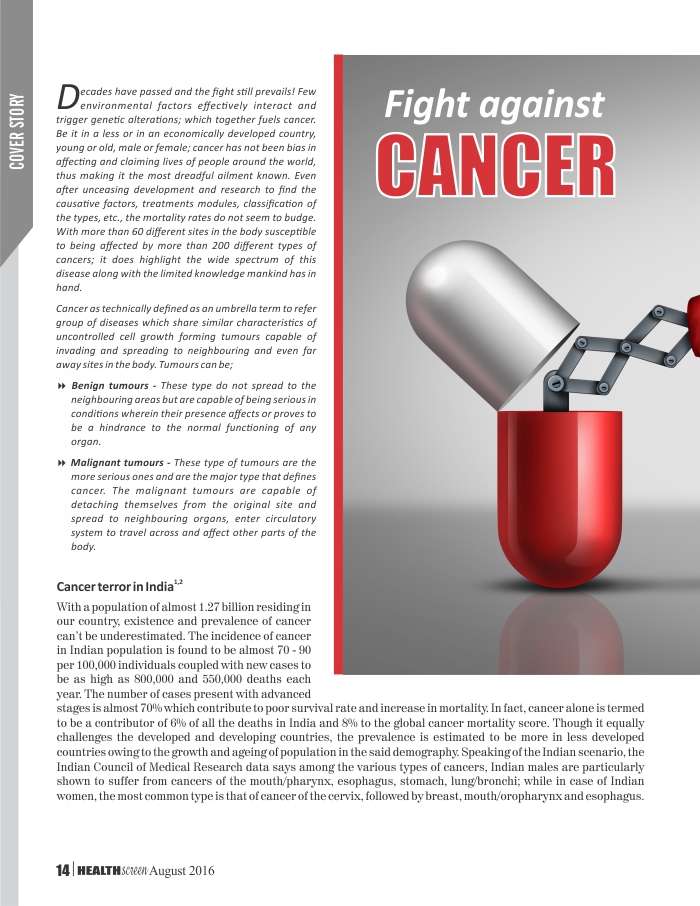 COVER STORY
Decades have passed and the fight still prevails! Few
environmental factors effectively interact and
trigger genetic alterations; which together fuels cancer.
Be it in a less or in an economically developed country,
young or old, male or female; cancer has not been bias in
affecting and claiming lives of people around the world,
thus making it the most dreadful ailment known. Even
after unceasing development and research to find the
causative factors, treatments modules, classification of
the types, etc., the mortality rates do not seem to budge.
With more than 60 different sites in the body susceptible
to being affected by more than 200 different types of
cancers; it does highlight the wide spectrum of this
disease along with the limited knowledge mankind has in
hand.
Cancer as technically defined as an umbrella term to refer
group of diseases which share similar characteristics of
uncontrolled cell growth forming tumours capable of
invading and spreading to neighbouring and even far
away sites in the body. Tumours can be;
Benign tumours - These type do not spread to the
neighbouring areas but are capable of being serious in
conditions wherein their presence affects or proves to
be a hindrance to the normal functioning of any
organ.
Malignant tumours - These type of tumours are the
more serious ones and are the major type that defines
cancer. The malignant tumours are capable of
detaching themselves from the original site and
spread to neighbouring organs, enter circulatory
system to travel across and affect other parts of the
body.
Fight against
CANCER
Cancer terror in India1,2
With a population of almost 1.27 billion residing in
our country, existence and prevalence of cancer
can't be underestimated. The incidence of cancer
in Indian population is found to be almost 70 - 90
per 100,000 individuals coupled with new cases to
be as high as 800,000 and 550,000 deaths each
year. The number of cases present with advanced
stages is almost 70% which contribute to poor survival rate and increase in mortality. In fact, cancer alone is termed
to be a contributor of 6% of all the deaths in India and 8% to the global cancer mortality score. Though it equally
challenges the developed and developing countries, the prevalence is estimated to be more in less developed
countries owing to the growth and ageing of population in the said demography. Speaking of the Indian scenario, the
Indian Council of Medical Research data says among the various types of cancers, Indian males are particularly
shown to suffer from cancers of the mouth/pharynx, esophagus, stomach, lung/bronchi; while in case of Indian
women, the most common type is that of cancer of the cervix, followed by breast, mouth/oropharynx and esophagus.
14 HEALTHscreen August 2016